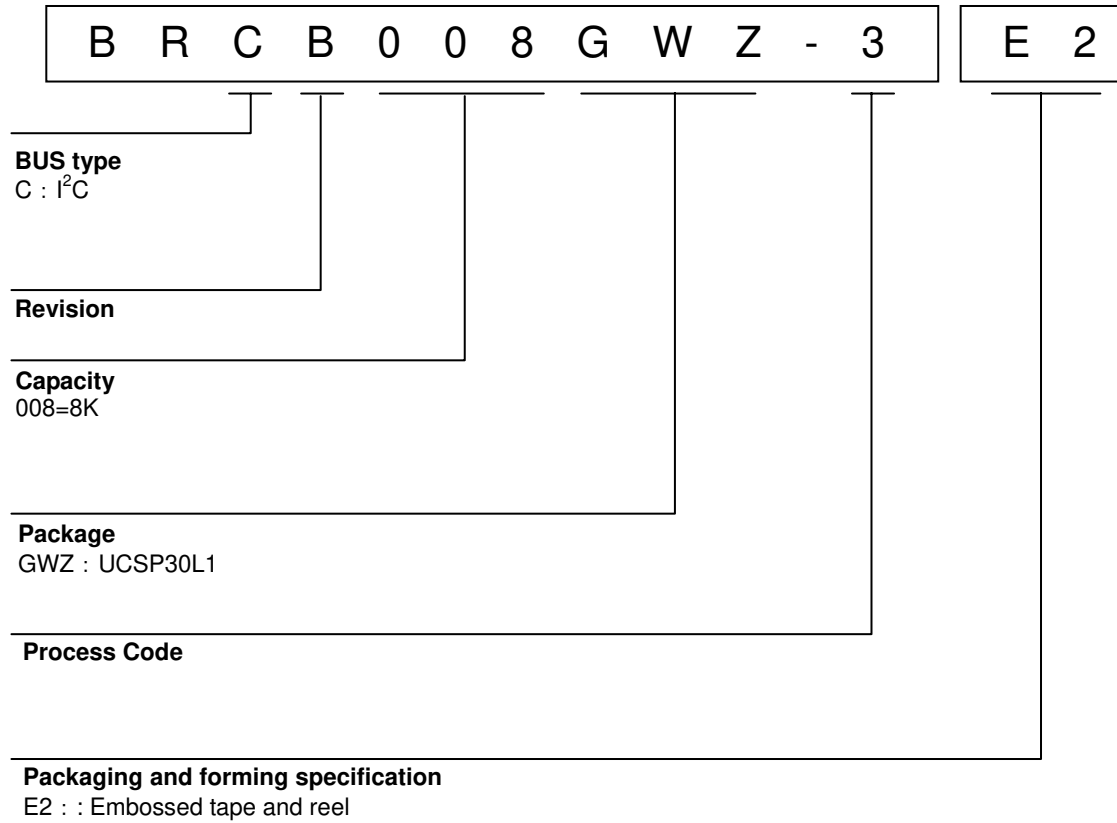 B R C B 0 0 8 G W Z - 3 E 2
BUS type
C : I²C
Revision
Capacity
008=8K
Package
GWZ : UCSP30L1
Process Code
Packaging and forming specification
E2 : : Embossed tape and reel